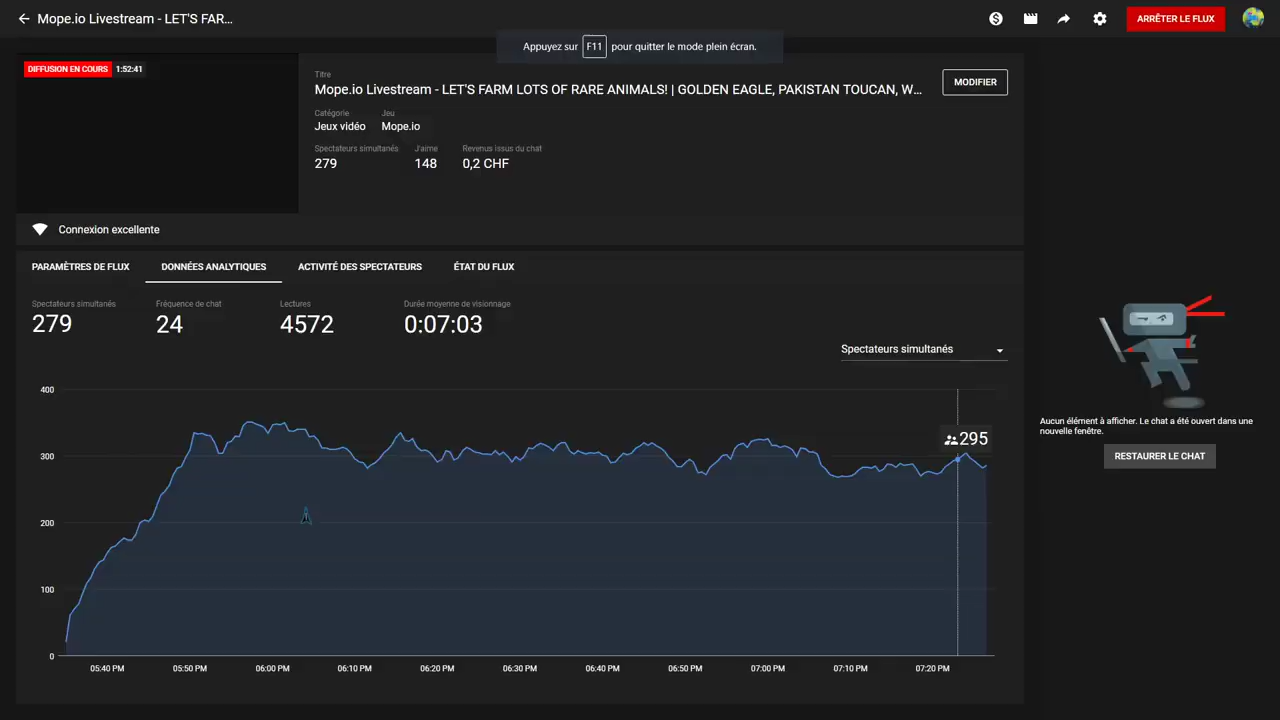 Mope.io Livestream - LET'S FAR...
ARRÊTER LE FLUX
Appuyez sur F11 pour quitter le mode plein écran.
DIFFUSION EN COURS 1:52:41
Titre
Mope.io Livestream - LET'S FARM LOTS OF RARE ANIMALS! | GOLDEN EAGLE, PAKISTAN TOUCAN, W...
MODIFIER
Catégorie Jeu
Jeux vidéo Mope.io
Spectateurs simultanés J'aime Revenus issus du chat
279 148 0,2 CHF
Connexion excellente
PARAMÈTRES DE FLUX DONNÉES ANALYTIQUES ACTIVITÉ DES SPECTATEURS ÉTAT DU FLUX
Spectateurs simultanés Fréquence de chat Lectures Durée moyenne de visionnage
279 24 4572 0:07:03
Spectateurs simultanés
400
300
200
100
0
295
05:40 PM 05:50 PM 06:00 PM 06:10 PM 06:20 PM 06:30 PM 06:40 PM 06:50 PM 07:00 PM 07:10 PM 07:20 PM
Aucun élément à afficher. Le chat a été ouvert dans une
nouvelle fenêtre.
RESTAURER LE CHAT